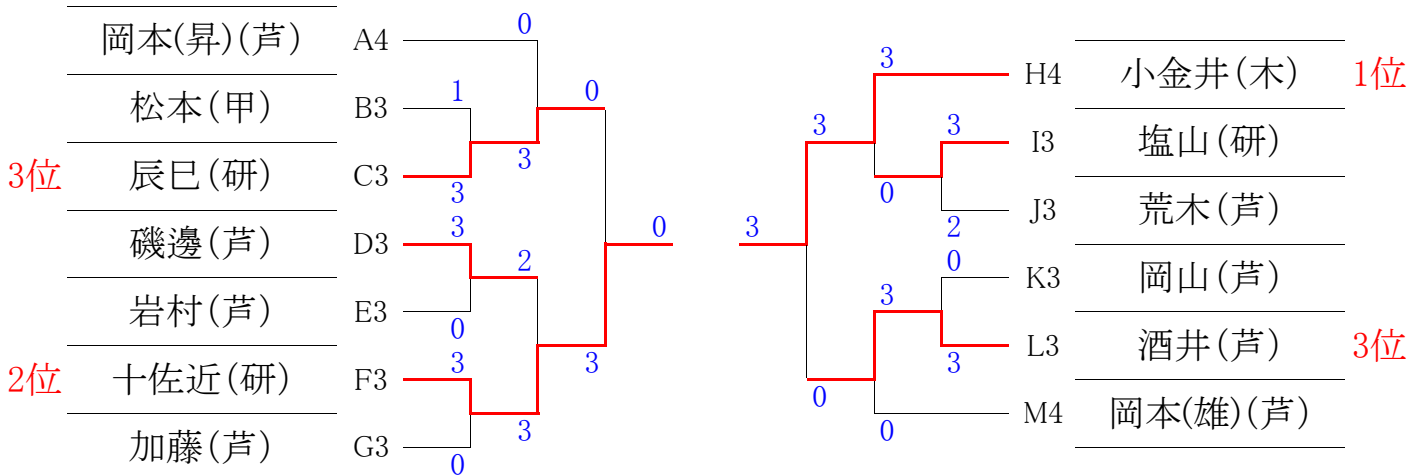 岡本(昇)(芦) A4 0
松本(甲) B3 1 0
3位 辰巳(研) C3 3 3
磯邊(芦) D3 3 2 0
岩村(芦) E3 0
2位 十佐近(研) F3 3 3
加藤(芦) G3 0 3
3 H4 小金井(木) 1位
3 3 I3 塩山(研)
0 2 J3 荒木(芦)
3 0 K3 岡山(芦)
3 3 L3 酒井(芦) 3位
0 0 M4 岡本(雄)(芦)